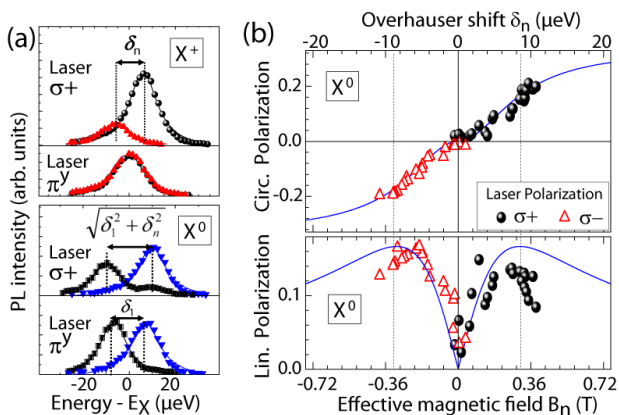 (a)
δn
X+
Laser
σ+
Laser
πy
PL intensity (arb. units)
√δ1² + δn²
X0
Laser
σ+
Laser
δ1
πy
-20 0 20
Energy - EX (μeV)
(b)
Overhauser shift δn (μeV)
-20 -10 0 10 20
X0
0.2
0.0
-0.2
Circ. Polarization
Laser Polarization
σ+ σ−
X0
0.1
0.0
Lin. Polarization
-0.72 -0.36 0 0.36 0.72
Effective magnetic field Bn (T)